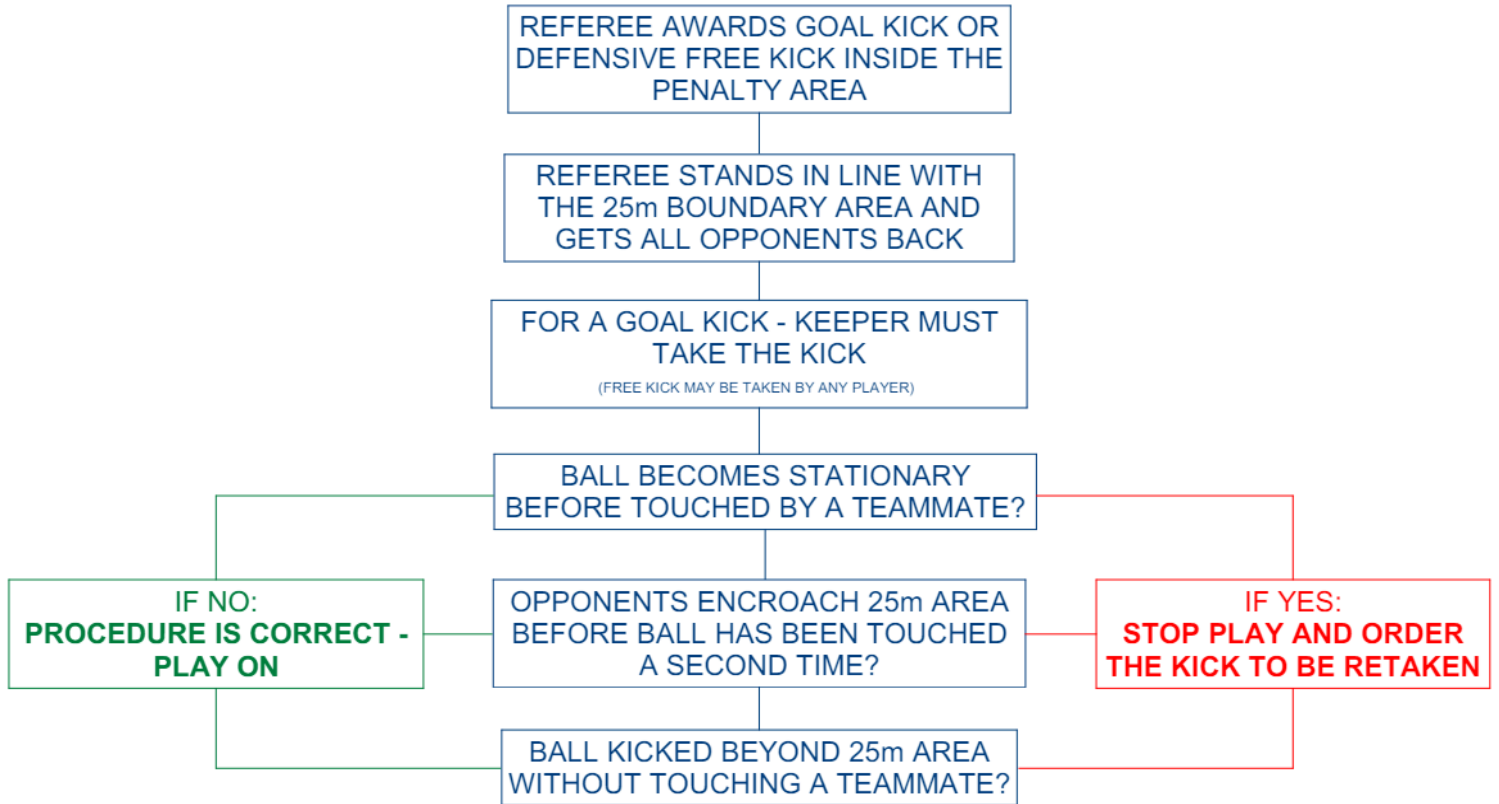 REFEREE AWARDS GOAL KICK OR
DEFENSIVE FREE KICK INSIDE THE
PENALTY AREA
REFEREE STANDS IN LINE WITH
THE 25m BOUNDARY AREA AND
GETS ALL OPPONENTS BACK
FOR A GOAL KICK - KEEPER MUST
TAKE THE KICK
(FREE KICK MAY BE TAKEN BY ANY PLAYER)
BALL BECOMES STATIONARY
BEFORE TOUCHED BY A TEAMMATE?
IF NO:
PROCEDURE IS CORRECT -
PLAY ON
OPPONENTS ENCROACH 25m AREA
BEFORE BALL HAS BEEN TOUCHED
A SECOND TIME?
IF YES:
STOP PLAY AND ORDER
THE KICK TO BE RETAKEN
BALL KICKED BEYOND 25m AREA
WITHOUT TOUCHING A TEAMMATE?